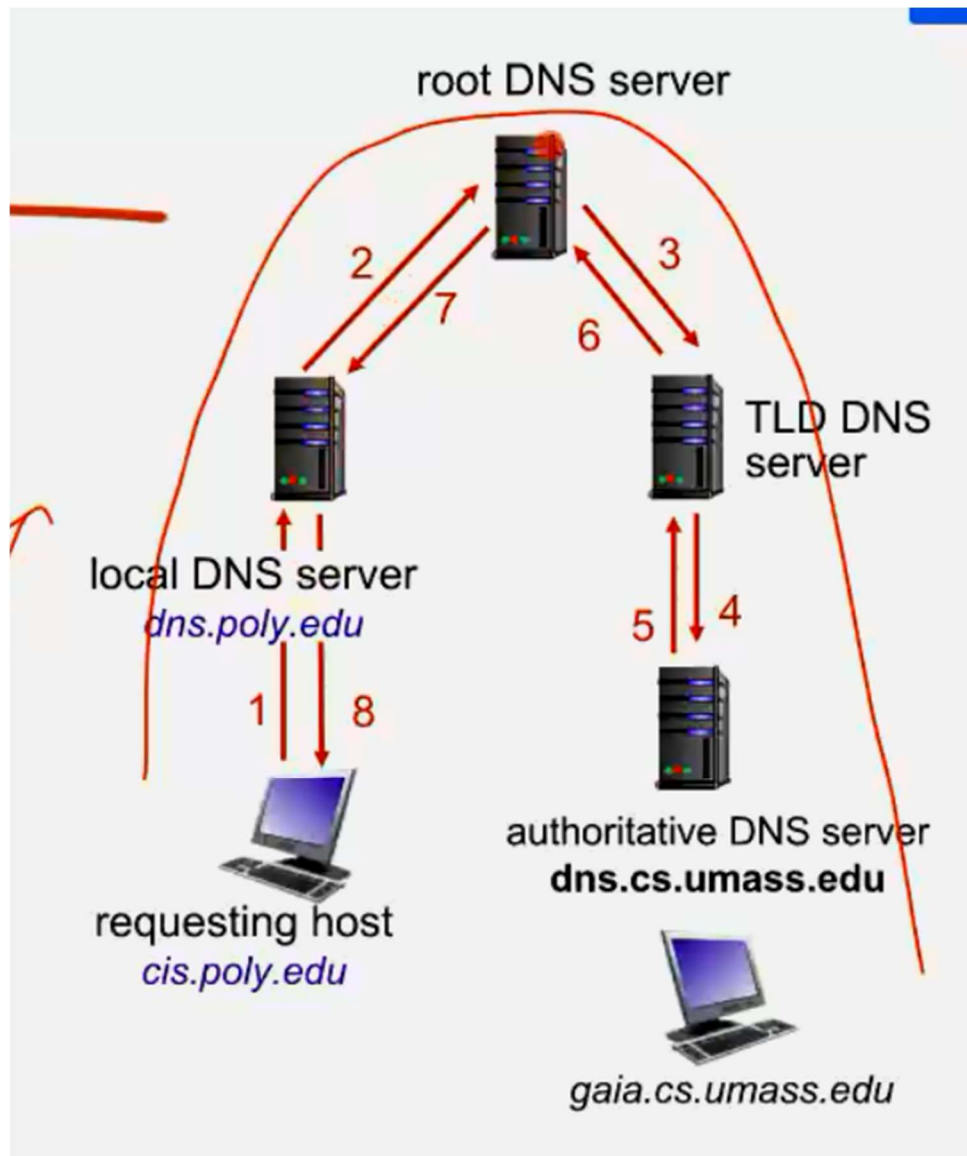 root DNS server
2
3
7
6
TLD DNS
server
local DNS server
dns.poly.edu
5
4
1
8
authoritative DNS server
dns.cs.umass.edu
requesting host
cis.poly.edu
gaia.cs.umass.edu